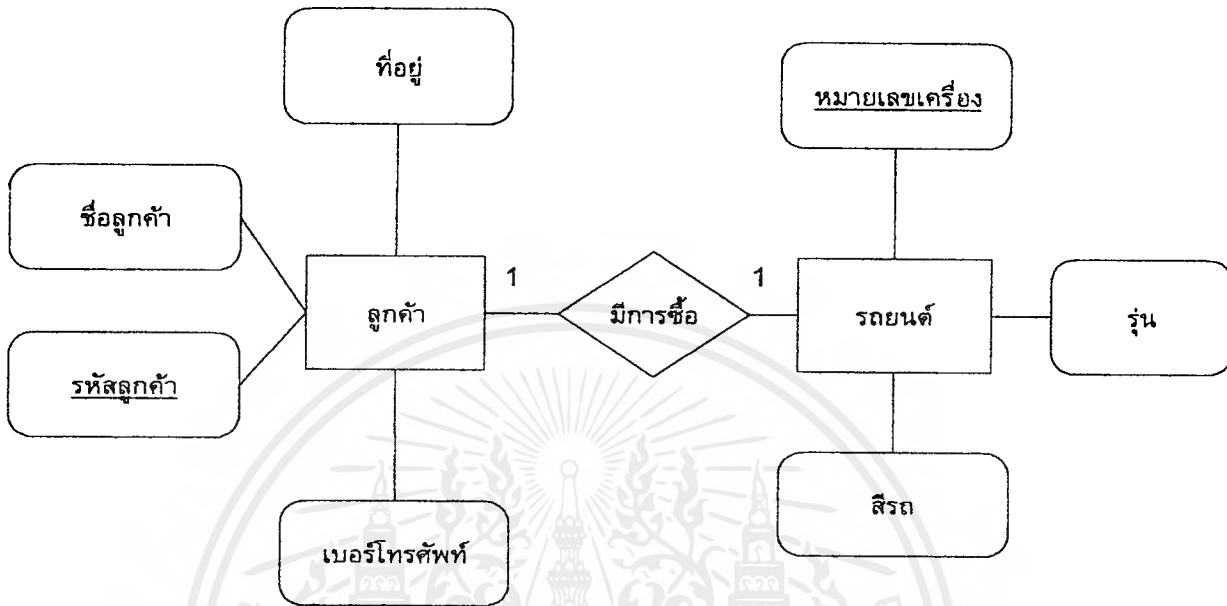 ที่อยู่
หมายเลขเครื่อง
ชื่อลูกค้า
ลูกค้า
1
มีการซื้อ
1
รถยนต์
รุ่น
รหัสลูกค้า
สีรถ
เบอร์โทรศัพท์